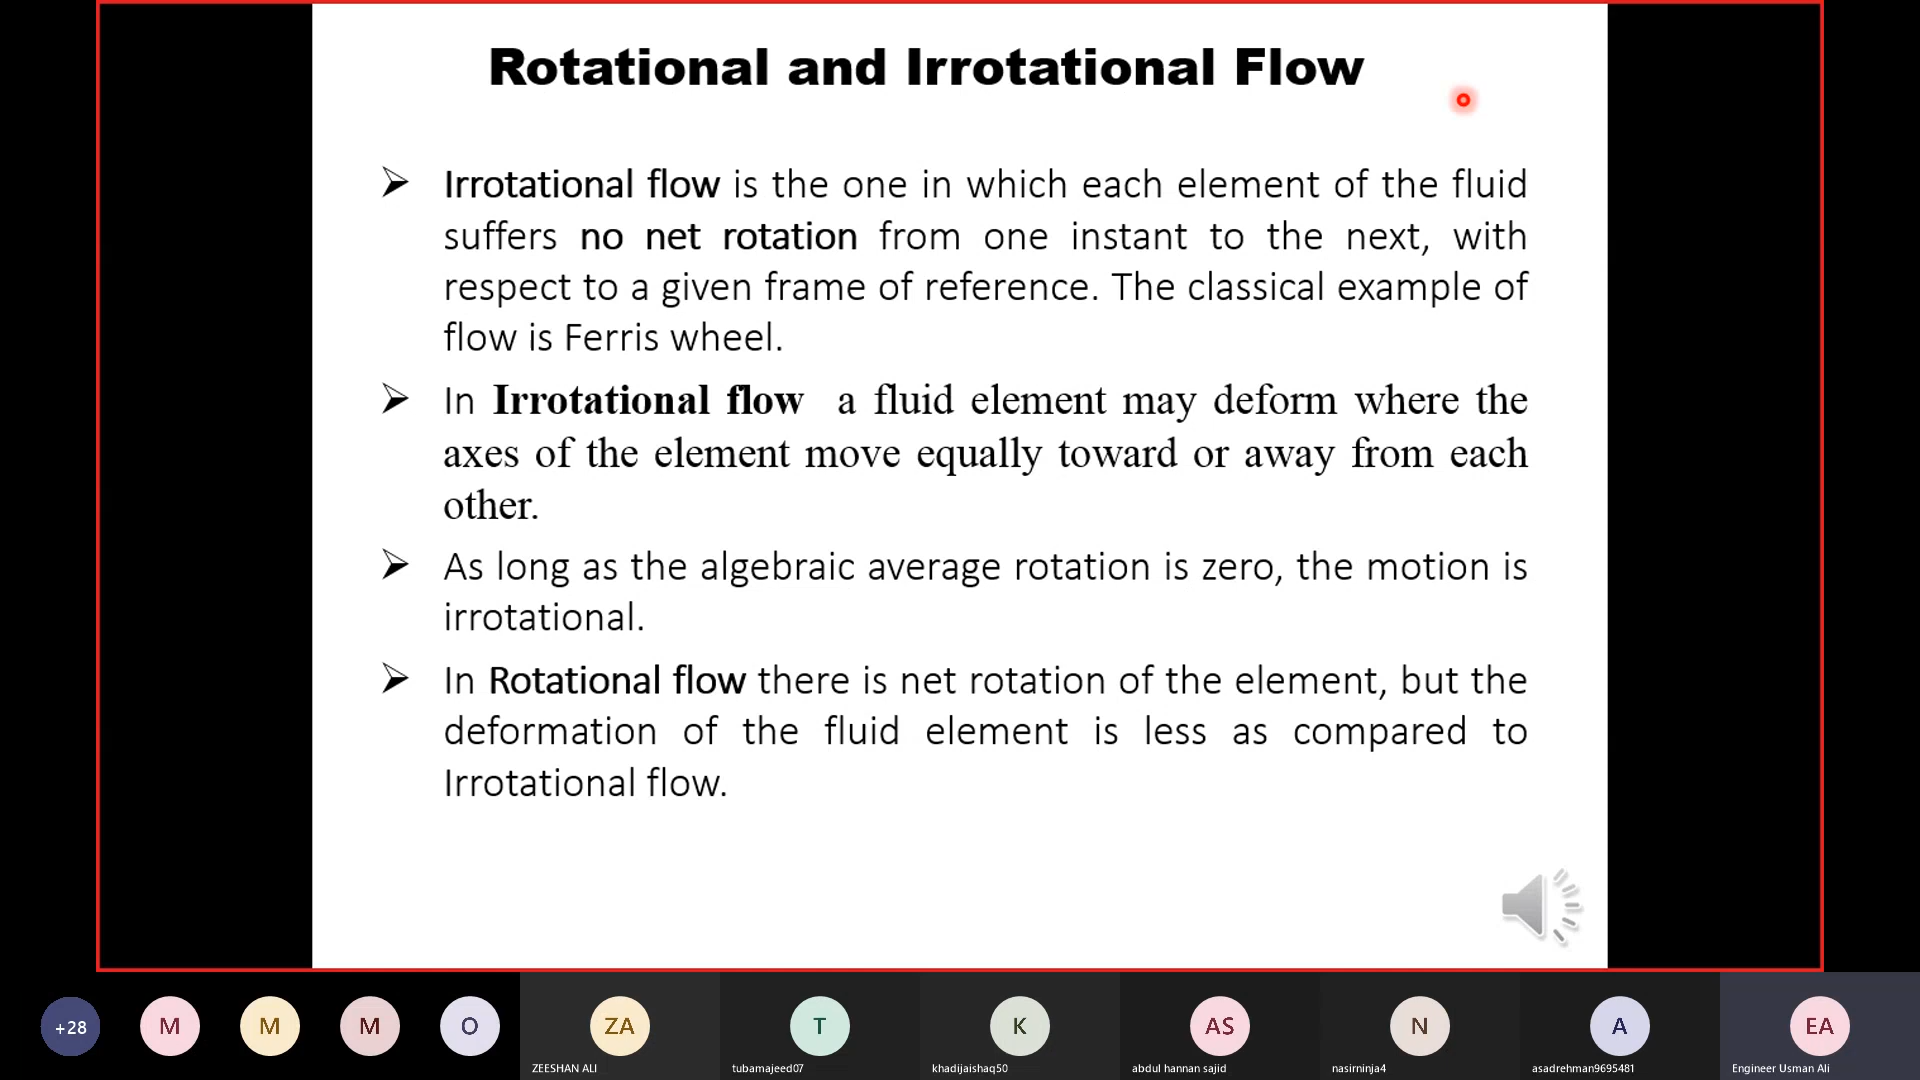 Rotational and Irrotational Flow
➢ Irrotational flow is the one in which each element of the fluid
suffers no net rotation from one instant to the next, with
respect to a given frame of reference. The classical example of
flow is Ferris wheel.
➢ In Irrotational flow a fluid element may deform where the
axes of the element move equally toward or away from each
other.
➢ As long as the algebraic average rotation is zero, the motion is
irrotational.
➢ In Rotational flow there is net rotation of the element, but the
deformation of the fluid element is less as compared to
Irrotational flow.
+28 M M M O ZA T K AS N A EA
ZEESHAN ALI tubamajeed07 khadijaishaq50 abdul hannan sajid nasirninja4 asadrehman9695481 Engineer Usman Ali